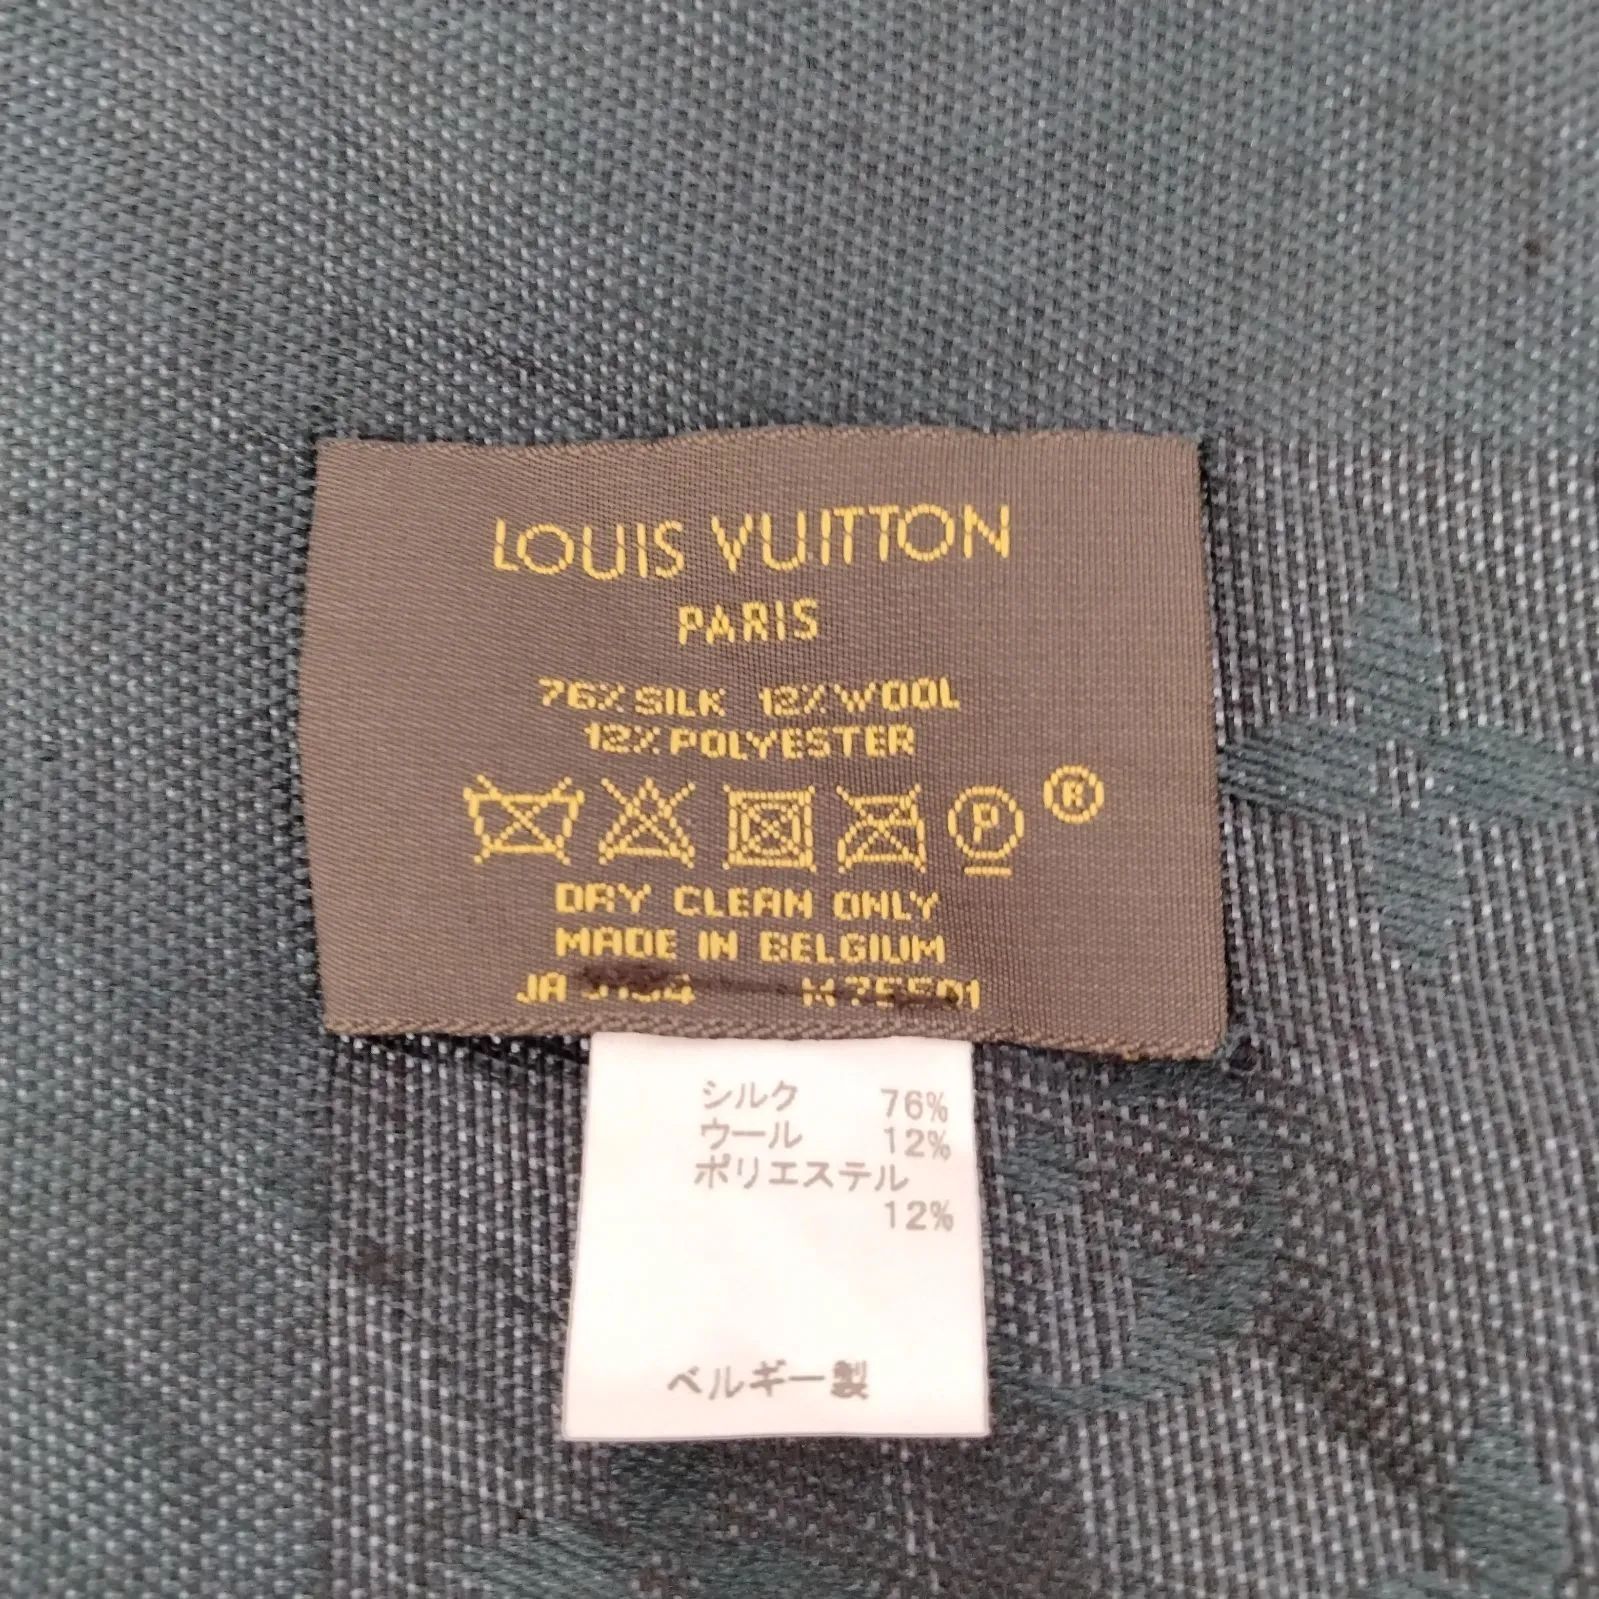 LOUIS VUITTON
PARIS
76% SILK 12% WOOL
12% POLYESTER
P ®
DRY CLEAN ONLY
MADE IN BELGIUM
JA
シルク 76%
ウール 12%
ポリエステル
12%
ベルギー製